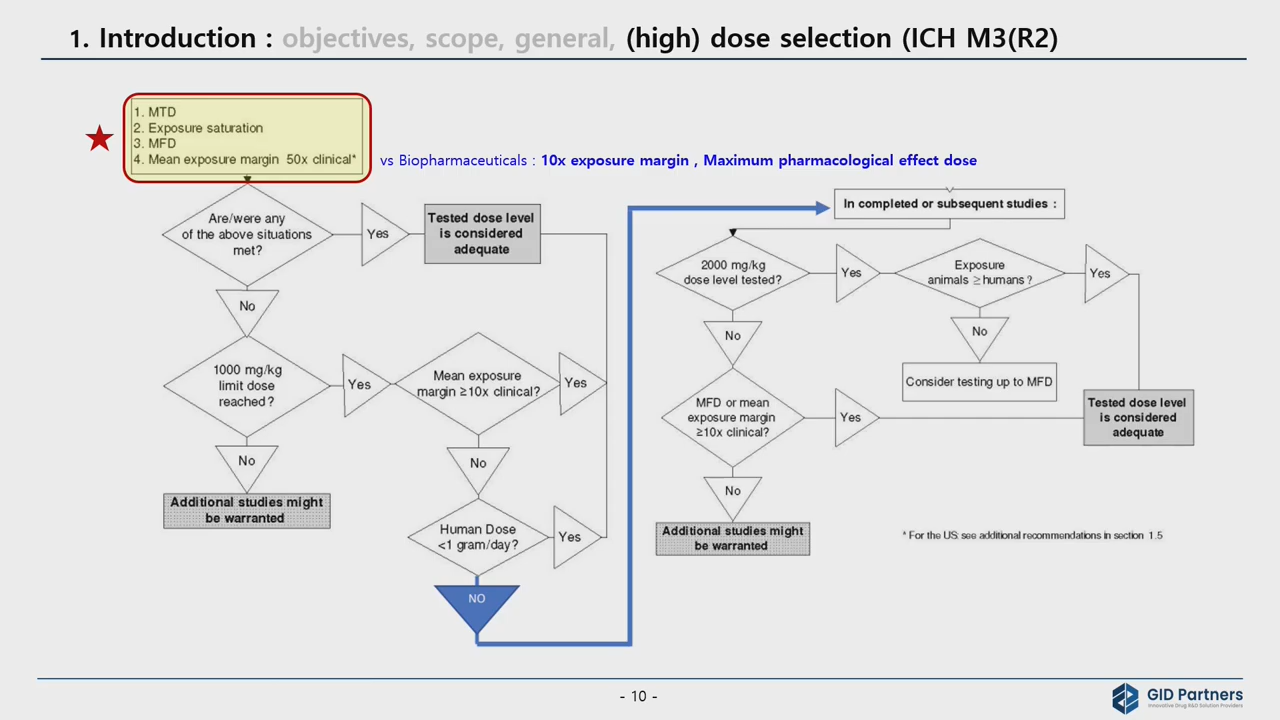 1. Introduction : objectives, scope, general, (high) dose selection (ICH M3(R2)
1. MTD
2. Exposure saturation
3. MFD
4. Mean exposure margin 50x clinical*
vs Biopharmaceuticals : 10x exposure margin , Maximum pharmacological effect dose
Are/were any
of the above situations
met?
Yes
Tested dose level
is considered
adequate
No
1000 mg/kg
limit dose
reached?
Yes
Mean exposure
margin ≥10x clinical?
Yes
No
No
Additional studies might
be warranted
Human Dose
<1 gram/day?
Yes
NO
In completed or subsequent studies :
2000 mg/kg
dose level tested?
Yes
Exposure
animals ≥humans?
Yes
No
No
Consider testing up to MFD
MFD or mean
exposure margin
≥10x clinical?
Yes
Tested dose level
is considered
adequate
No
Additional studies might
be warranted
* For the US: see additional recommendations in section 1.5
- 10 -
GID Partners
Innovative Drug R&D Solution Providers